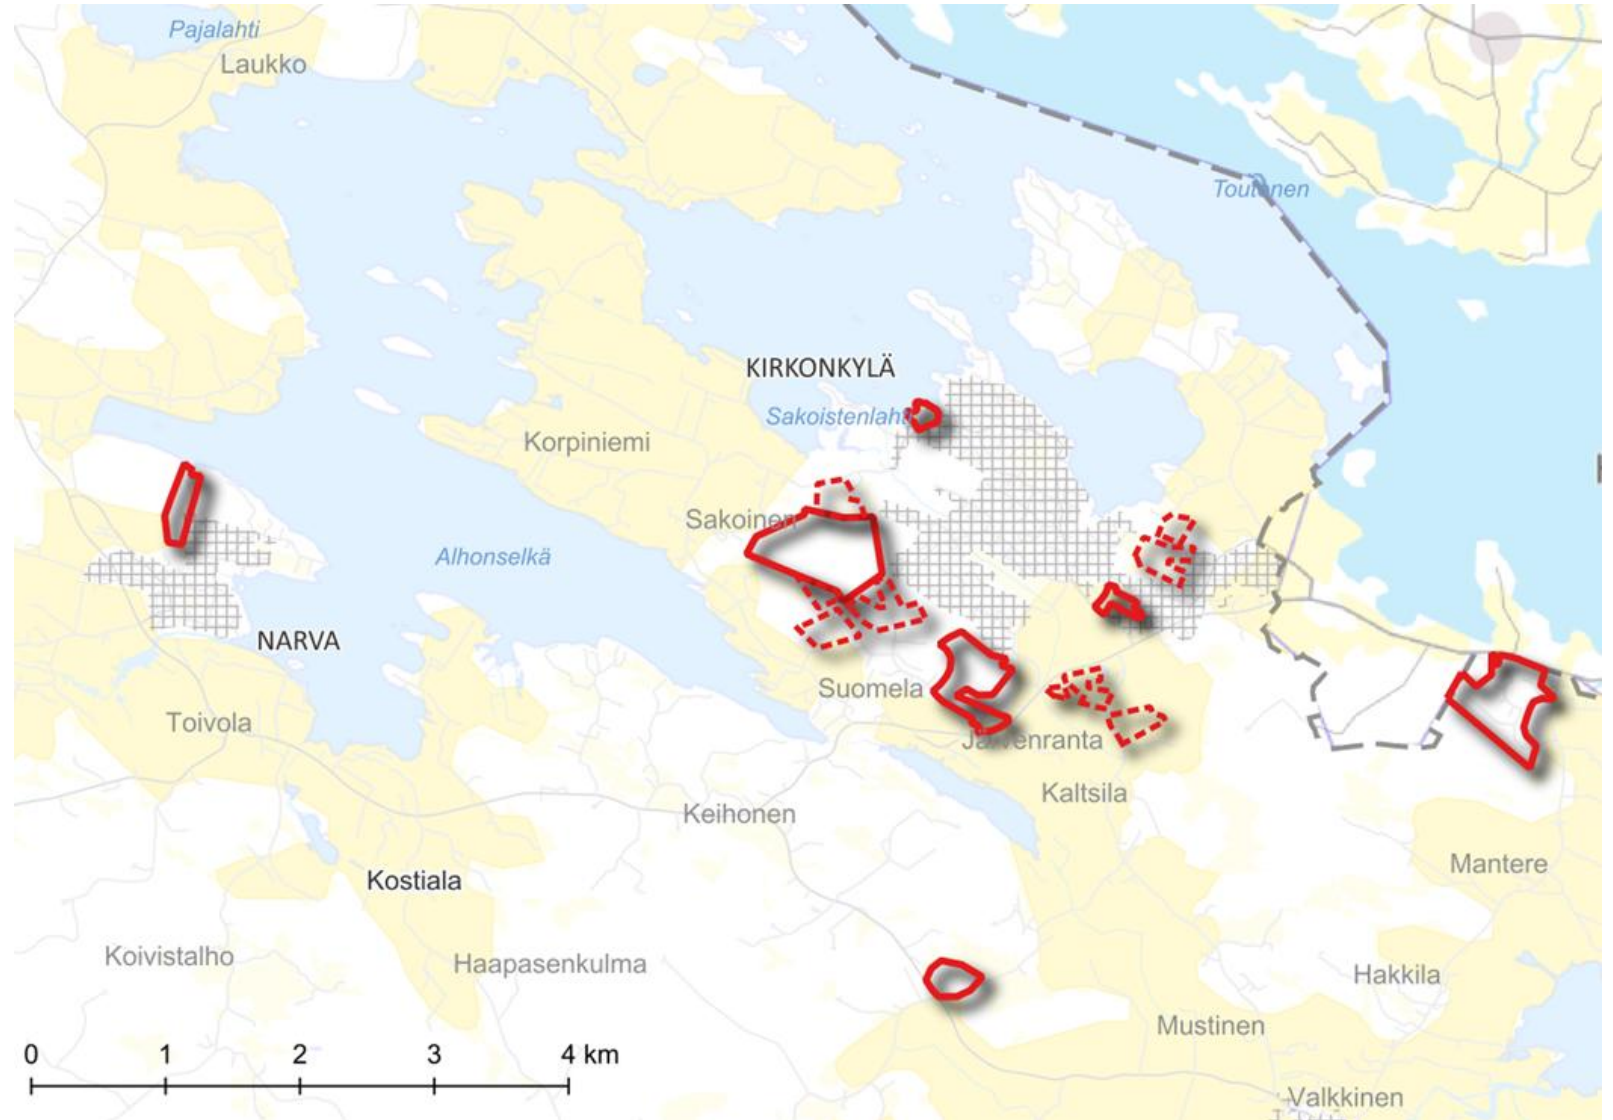 Pajalahti
Laukko
Toutonen
KIRKONKYLÄ
Sakoistenlahti
Korpiniemi
Sakoinen
Alhonselkä
NARVA
Suomela
Toivola
Järvenranta
Kaltsila
Keihonen
Mantere
Kostiala
Koivistalho
Haapasenkulma
Hakkila
Mustinen
0 1 2 3 4 km
Valkkinen